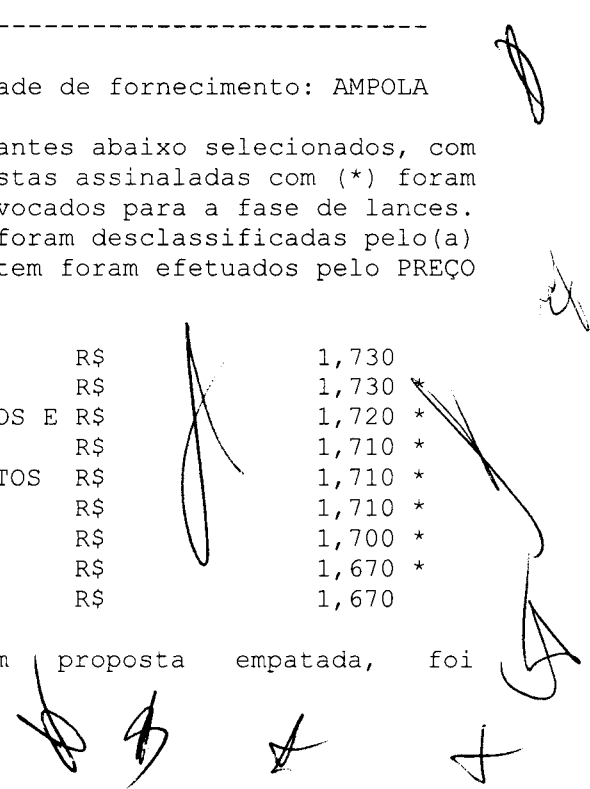 ade de fornecimento: AMPOLA
antes abaixo selecionados, com
stas assinaladas com (*) foram
vocados para a fase de lances.
foram desclassificadas pelo(a)
tem foram efetuados pelo PREÇO
R$ 1,730
R$ 1,730 *
OS E R$ 1,720 *
R$ 1,710 *
TOS R$ 1,710 *
R$ 1,710 *
R$ 1,700 *
R$ 1,670 *
R$ 1,670
m proposta empatada, foi